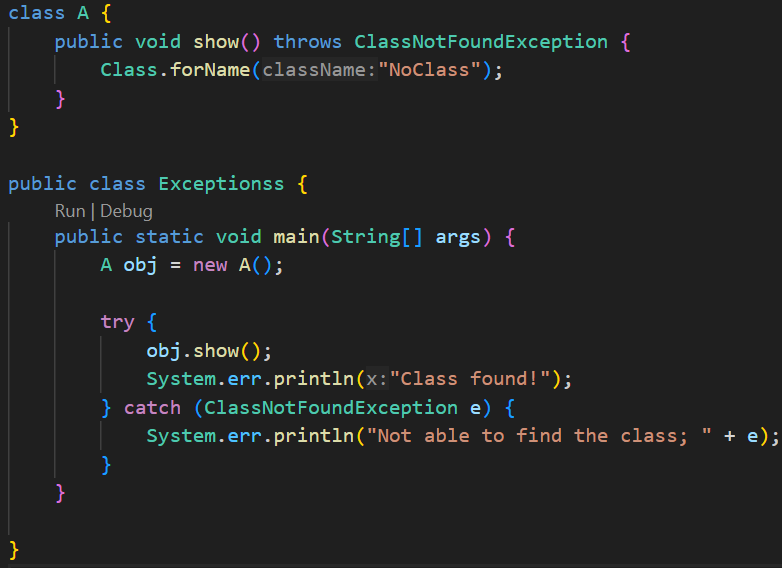 class A {
    public void show() throws ClassNotFoundException {
        Class.forName(className:"NoClass");
    }
}
public class Exceptionss {
    Run | Debug
    public static void main(String[] args) {
        A obj = new A();
        try {
            obj.show();
            System.err.println(x:"Class found!");
        } catch (ClassNotFoundException e) {
            System.err.println("Not able to find the class; " + e);
        }
    }
}